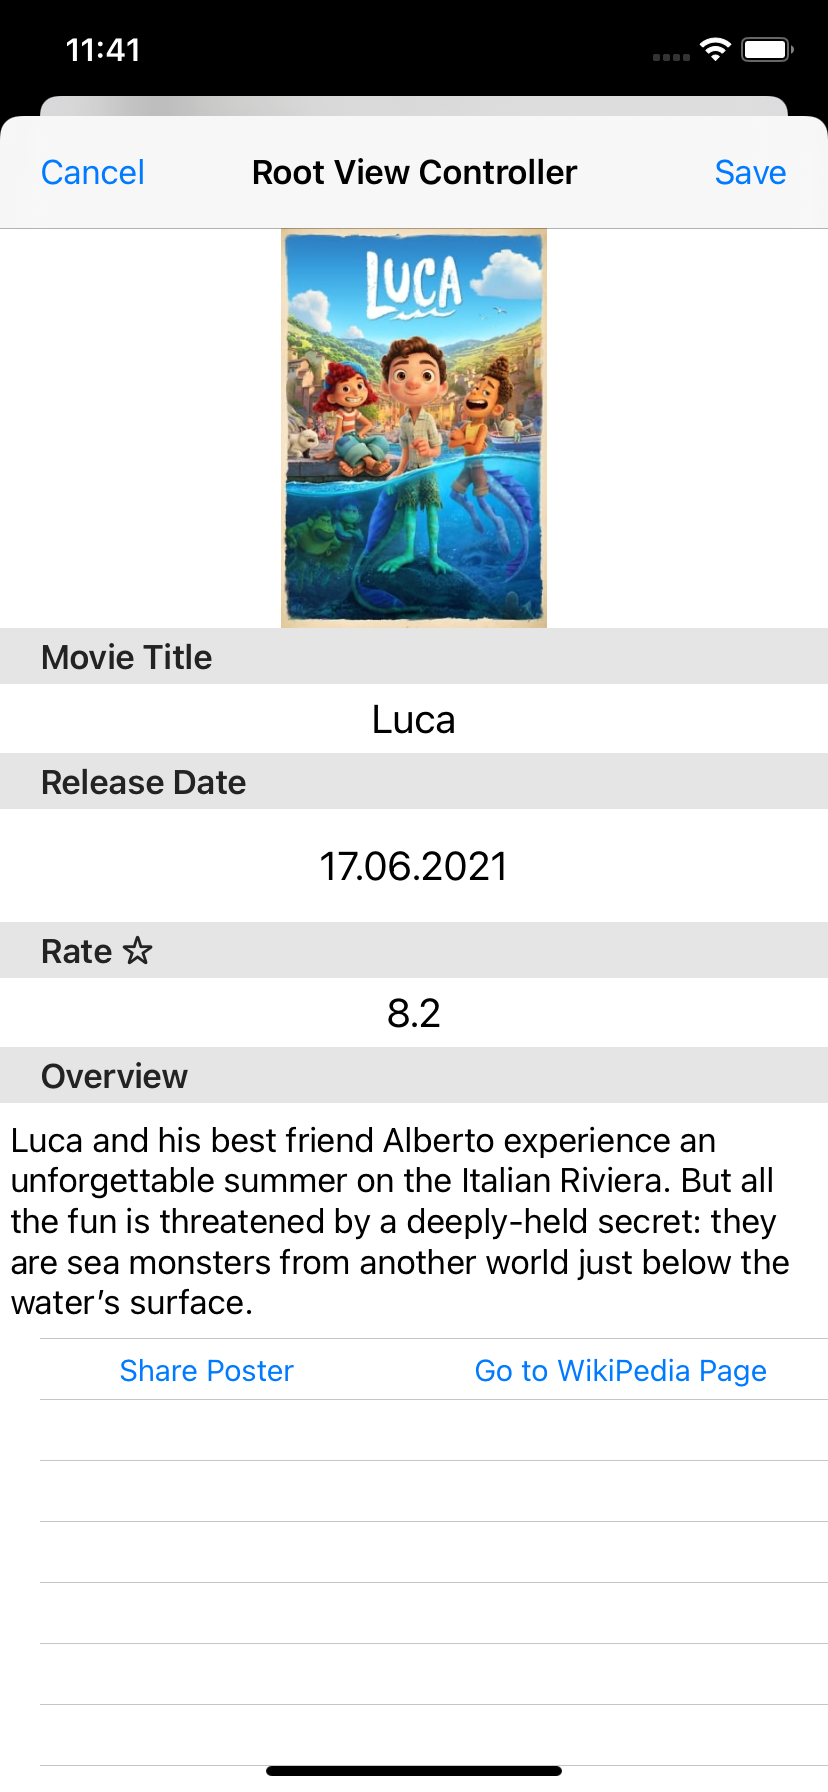 11:41
Cancel Root View Controller Save
LUCA
Movie Title
Luca
Release Date
17.06.2021
Rate ☆
8.2
Overview
Luca and his best friend Alberto experience an
unforgettable summer on the Italian Riviera. But all
the fun is threatened by a deeply-held secret: they
are sea monsters from another world just below the
water’s surface.
Share Poster Go to WikiPedia Page